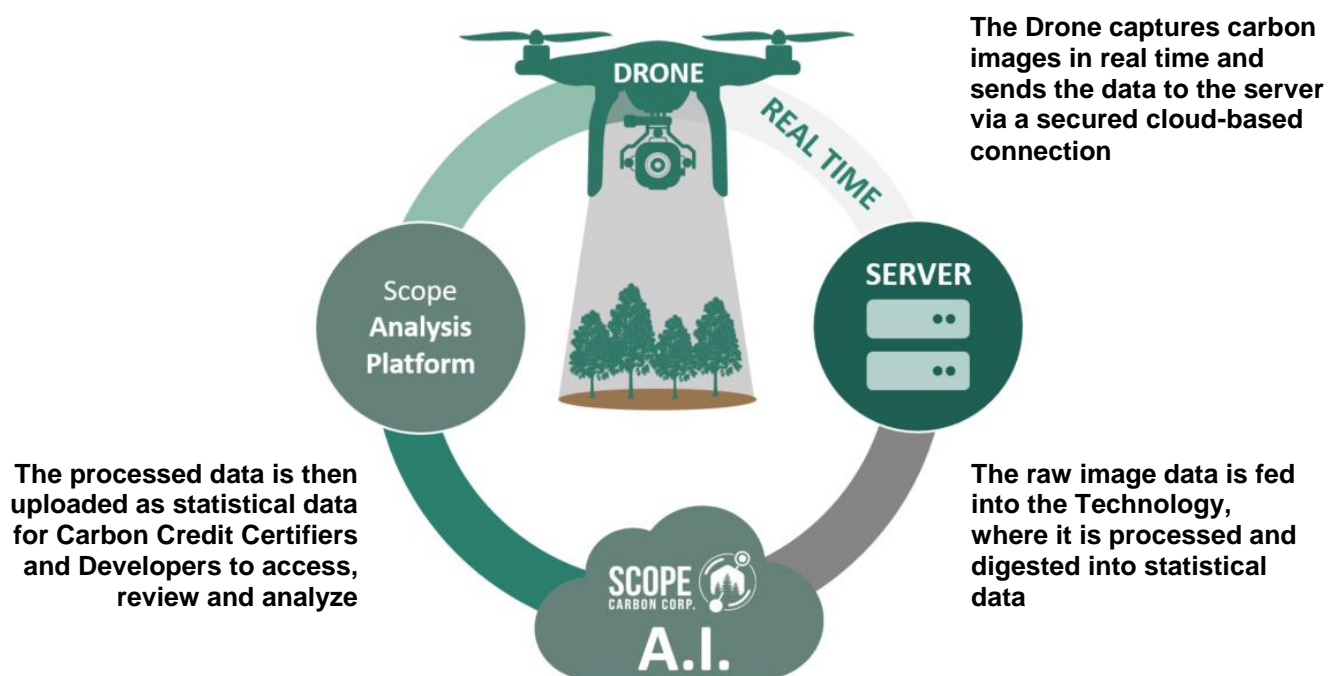 DRONE
REAL TIME
The Drone captures carbon
images in real time and
sends the data to the server
via a secured cloud-based
connection
Scope
Analysis
Platform
SERVER
The processed data is then
uploaded as statistical data
for Carbon Credit Certifiers
and Developers to access,
review and analyze
The raw image data is fed
into the Technology,
where it is processed and
digested into statistical
data
SCOPE
CARBON CORP.
A.I.